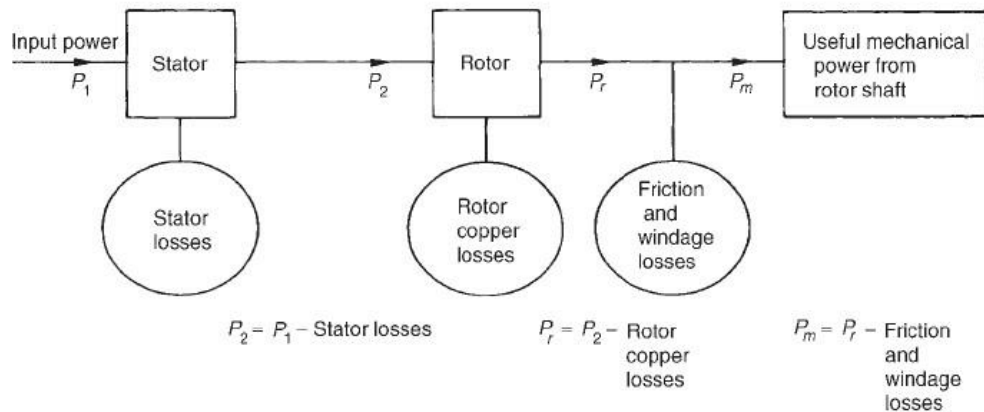 Input power
P₁
Stator
P₂
Rotor
Pᵣ
Pₘ
Useful mechanical
power from
rotor shaft
Stator
losses
Rotor
copper
losses
Friction
and
windage
losses
P₂ = P₁ – Stator losses
Pᵣ = P₂ – Rotor
copper
losses
Pₘ = Pᵣ – Friction
and
windage
losses